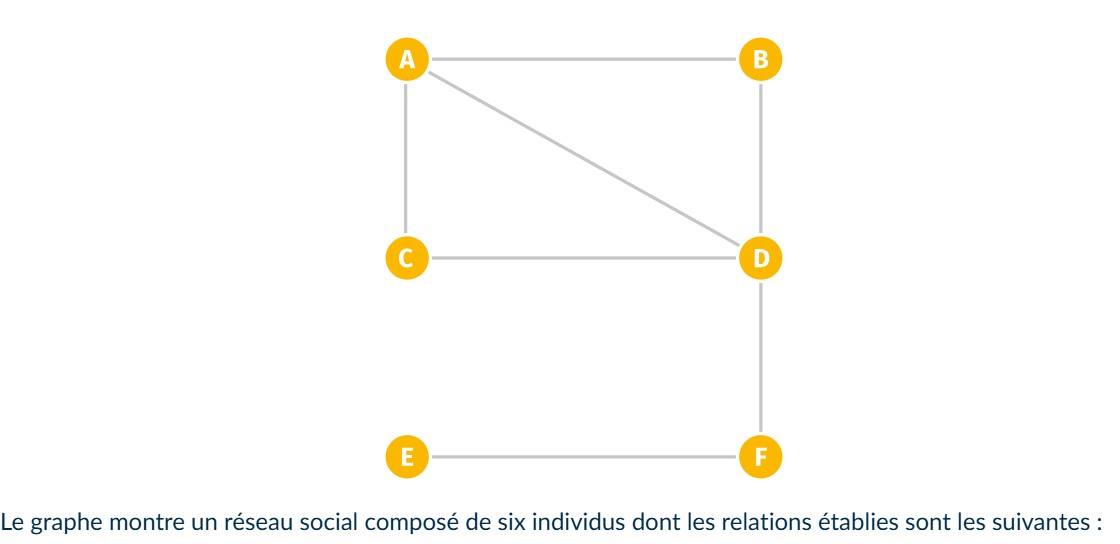 A B
C D
E F
Le graphe montre un réseau social composé de six individus dont les relations établies sont les suivantes :